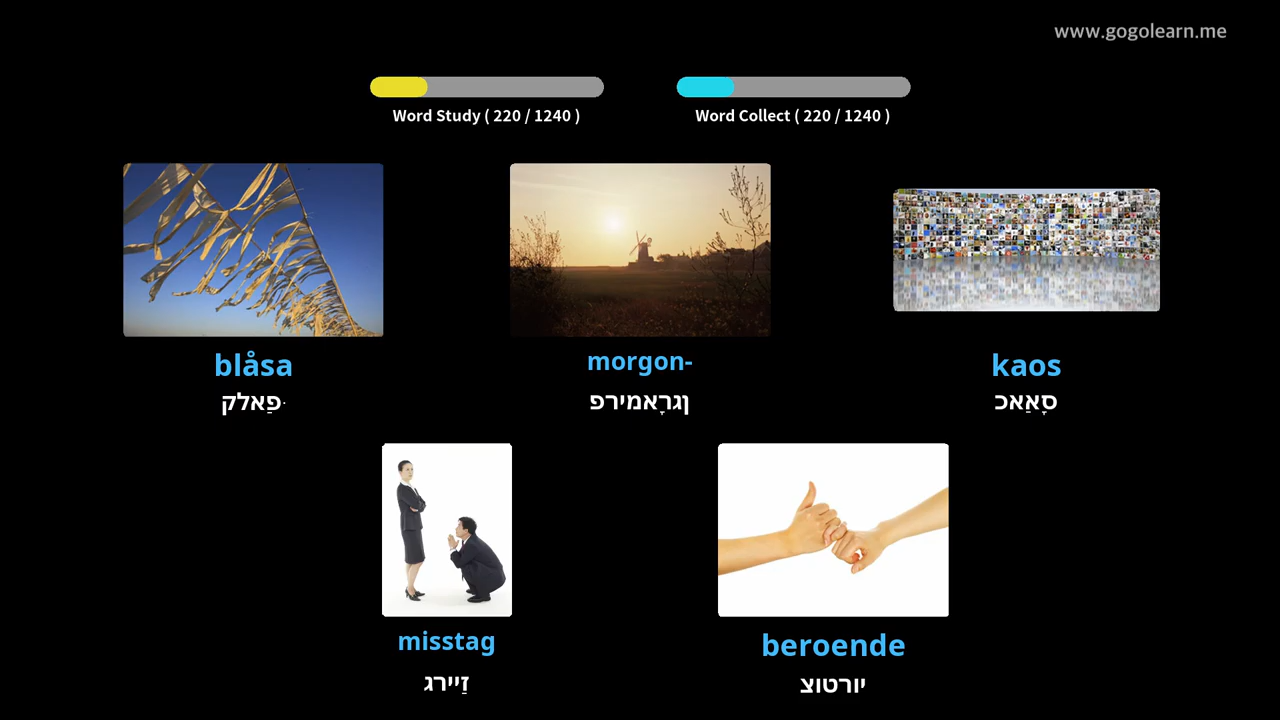 www.gogolearn.me
Word Study ( 220 / 1240 )
Word Collect ( 220 / 1240 )
blåsa
ּפַאלק
morgon-
ןגרָאמירפ
kaos
סָאַאכ
misstag
זַיירג
beroende
יורטוצ